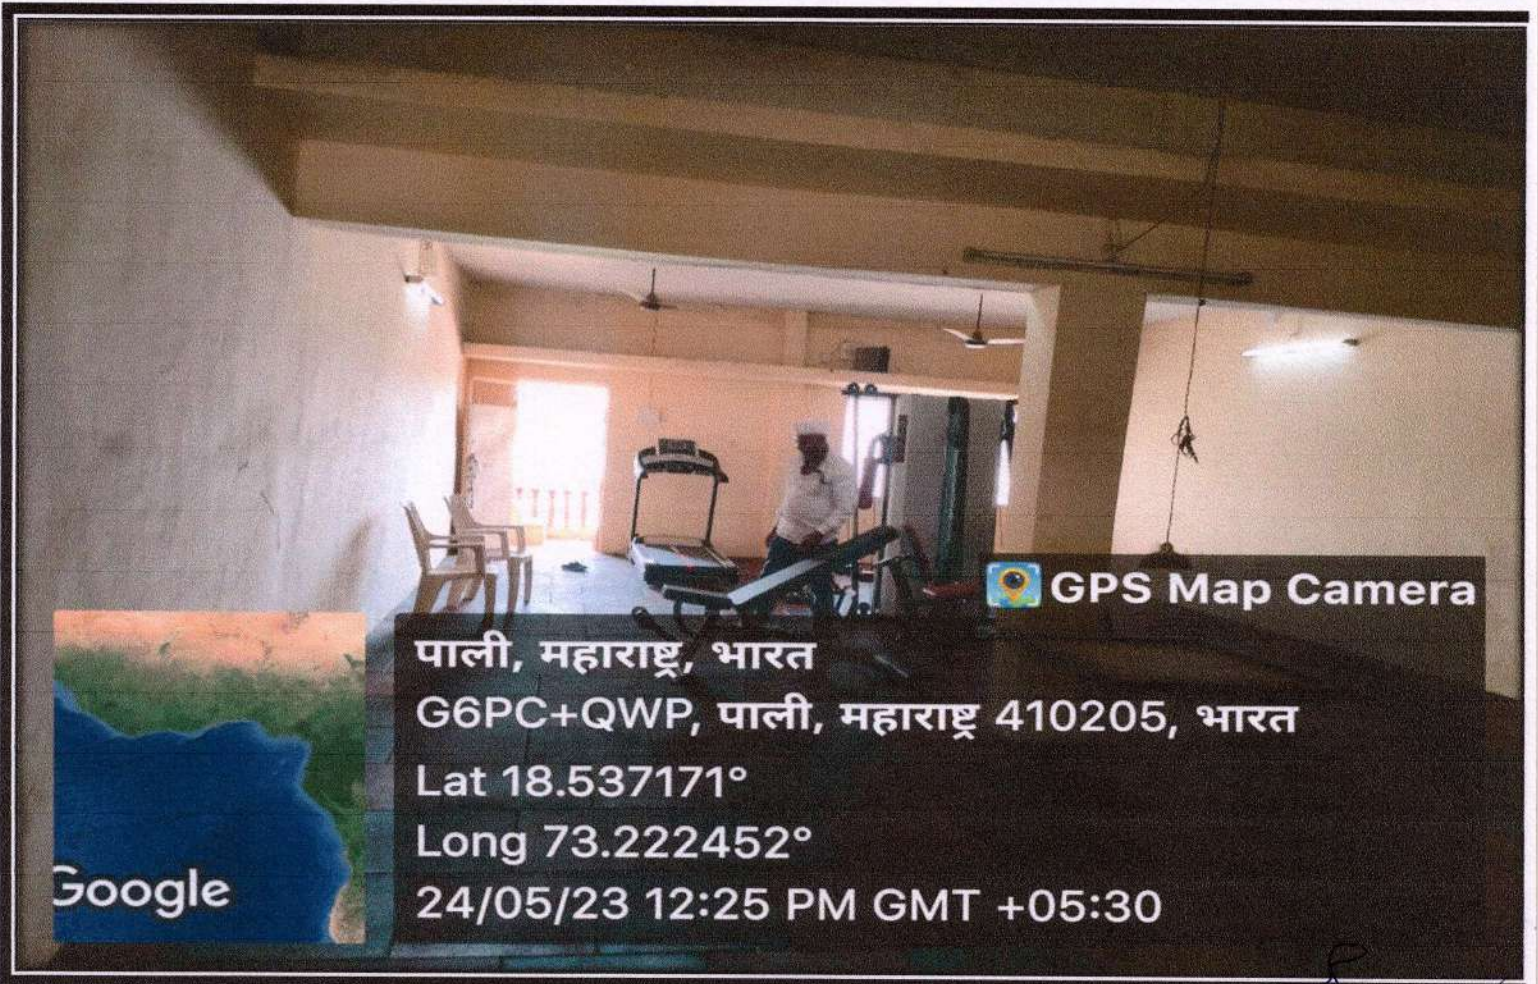 GPS Map Camera
पाली, महाराष्ट्र, भारत
G6PC+QWP, पाली, महाराष्ट्र 410205, भारत
Lat 18.537171°
Long 73.222452°
24/05/23 12:25 PM GMT +05:30
Google